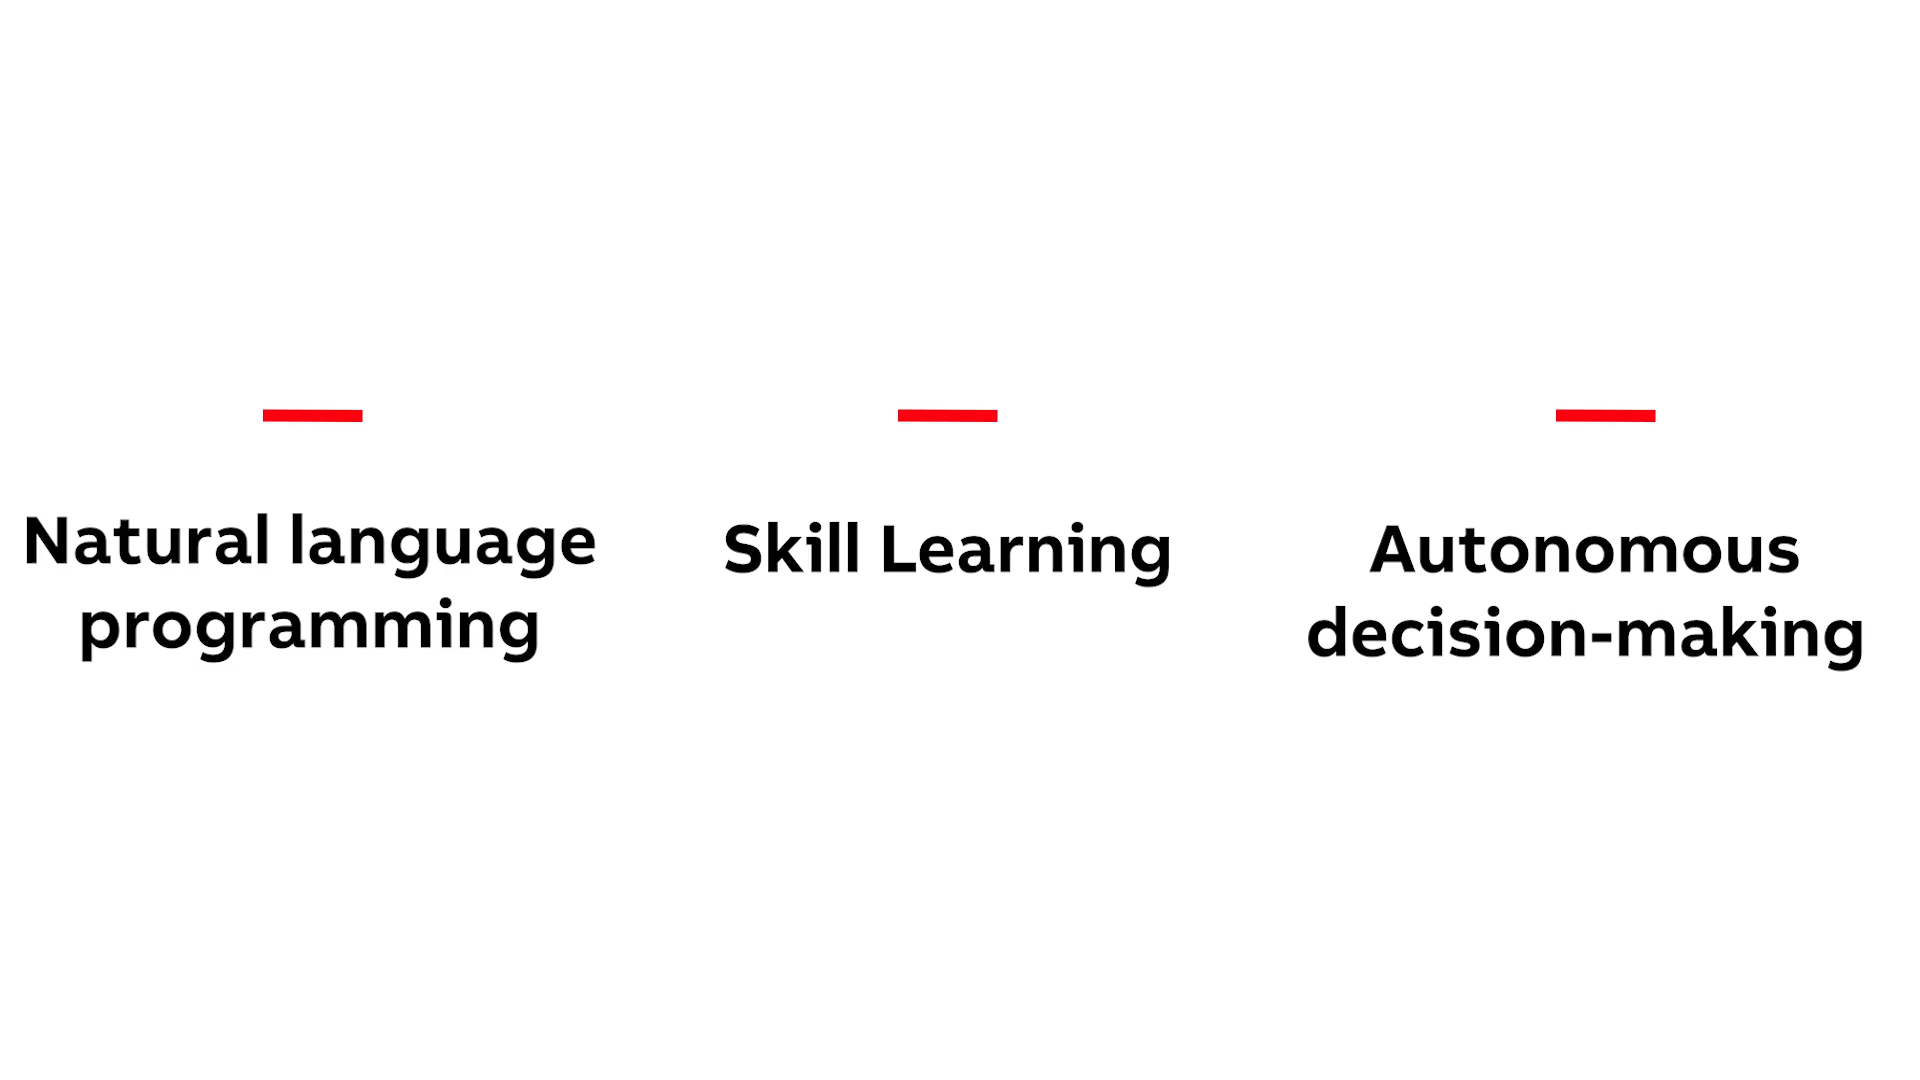 Natural language
programming
Skill Learning
Autonomous
decision-making